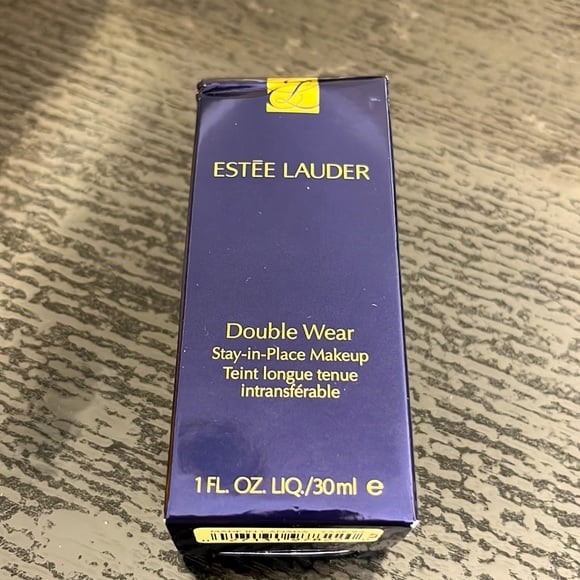 ESTĒE LAUDER
Double Wear
Stay-in-Place Makeup
Teint longue tenue
intransférable
1 FL. OZ. LIQ./30ml e